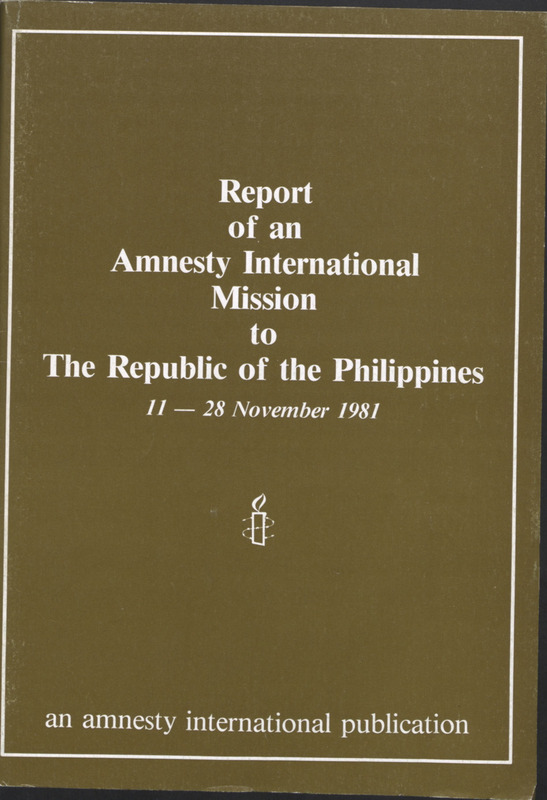 Report
of an
Amnesty International
Mission
to
The Republic of the Philippines
11 — 28 November 1981
an amnesty international publication